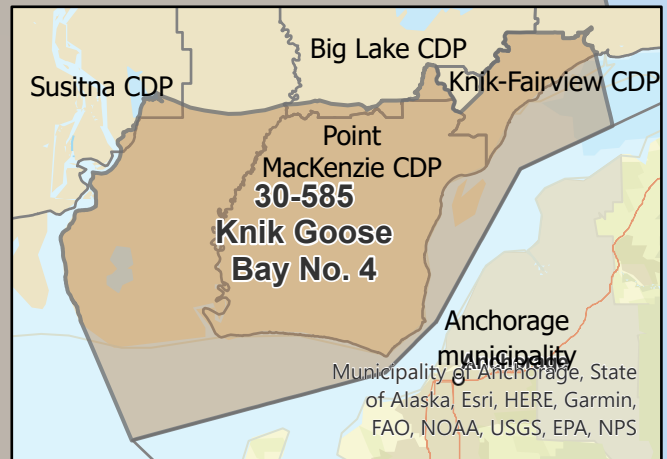 Big Lake CDP
Susitna CDP
Knik-Fairview CDP
Point
MacKenzie CDP
30-585
Knik Goose
Bay No. 4
Anchorage
municipality
Anchorage
Municipality of Anchorage, State
of Alaska, Esri, HERE, Garmin,
FAO, NOAA, USGS, EPA, NPS